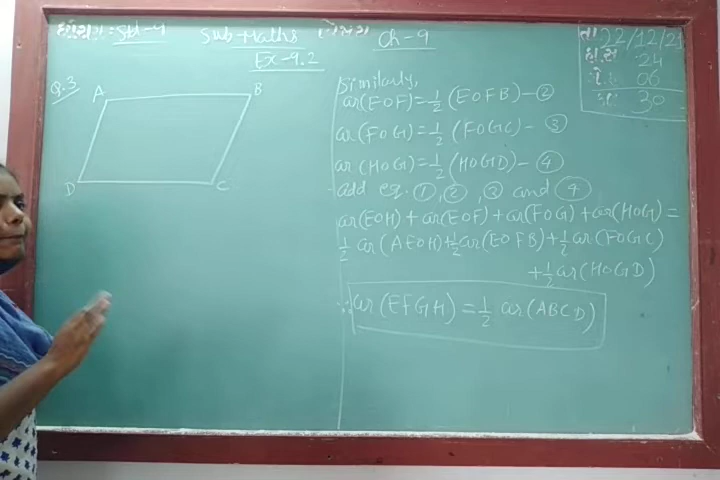 ધોરણ : Std - 9 Sub - Maths Ch - 9
Ex - 9.2
તા 22/12/21
24
06
30
Q.3
A B
D C
Similarly,
ar(EOF) = 1/2 (EOFB) - ②
ar(FOG) = 1/2 (FOGC) - ③
ar(HOG) = 1/2 (HOGD) - ④
add eq. ①, ②, ③ and ④
ar(EOH) + ar(EOF) + ar(FOG) + ar(HOG) =
1/2 ar(AEOH) + 1/2 ar(EOFB) + 1/2 ar(FOGC)
+ 1/2 ar(HOGD)
∴ ar(EFGH) = 1/2 ar(ABCD)